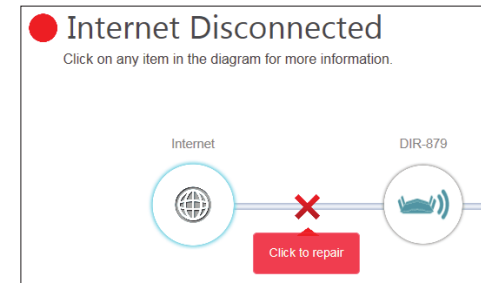 Internet Disconnected
Click on any item in the diagram for more information.
Internet
DIR-879
Click to repair